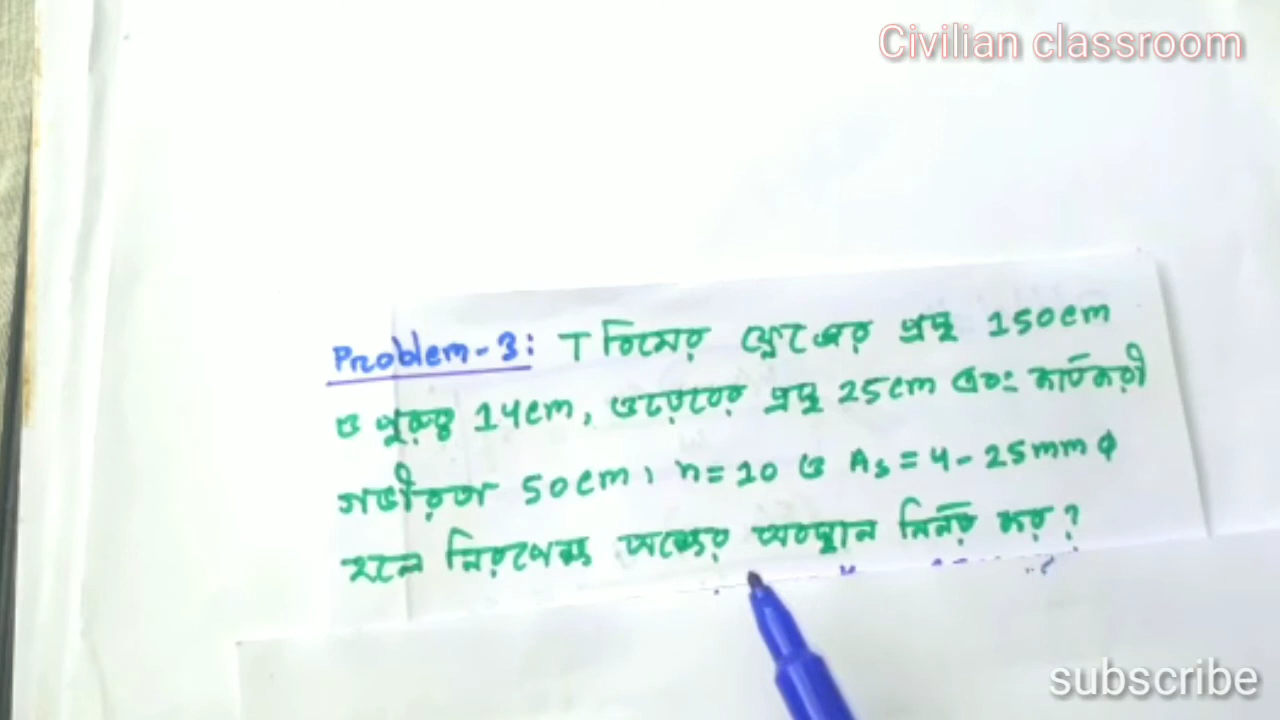 Civilian classroom
Problem-3: T বিমের ফ্লেঞ্জের প্রস্থ 150cm
ও পুরুত্ব 14cm, ওয়েবের প্রস্থ 25cm এবং কার্যকরী
গভীরতা 50cm, n=10 ও As=4-25mmφ
হলে নিরপেক্ষ অক্ষের অবস্থান নির্নয় কর?
subscribe